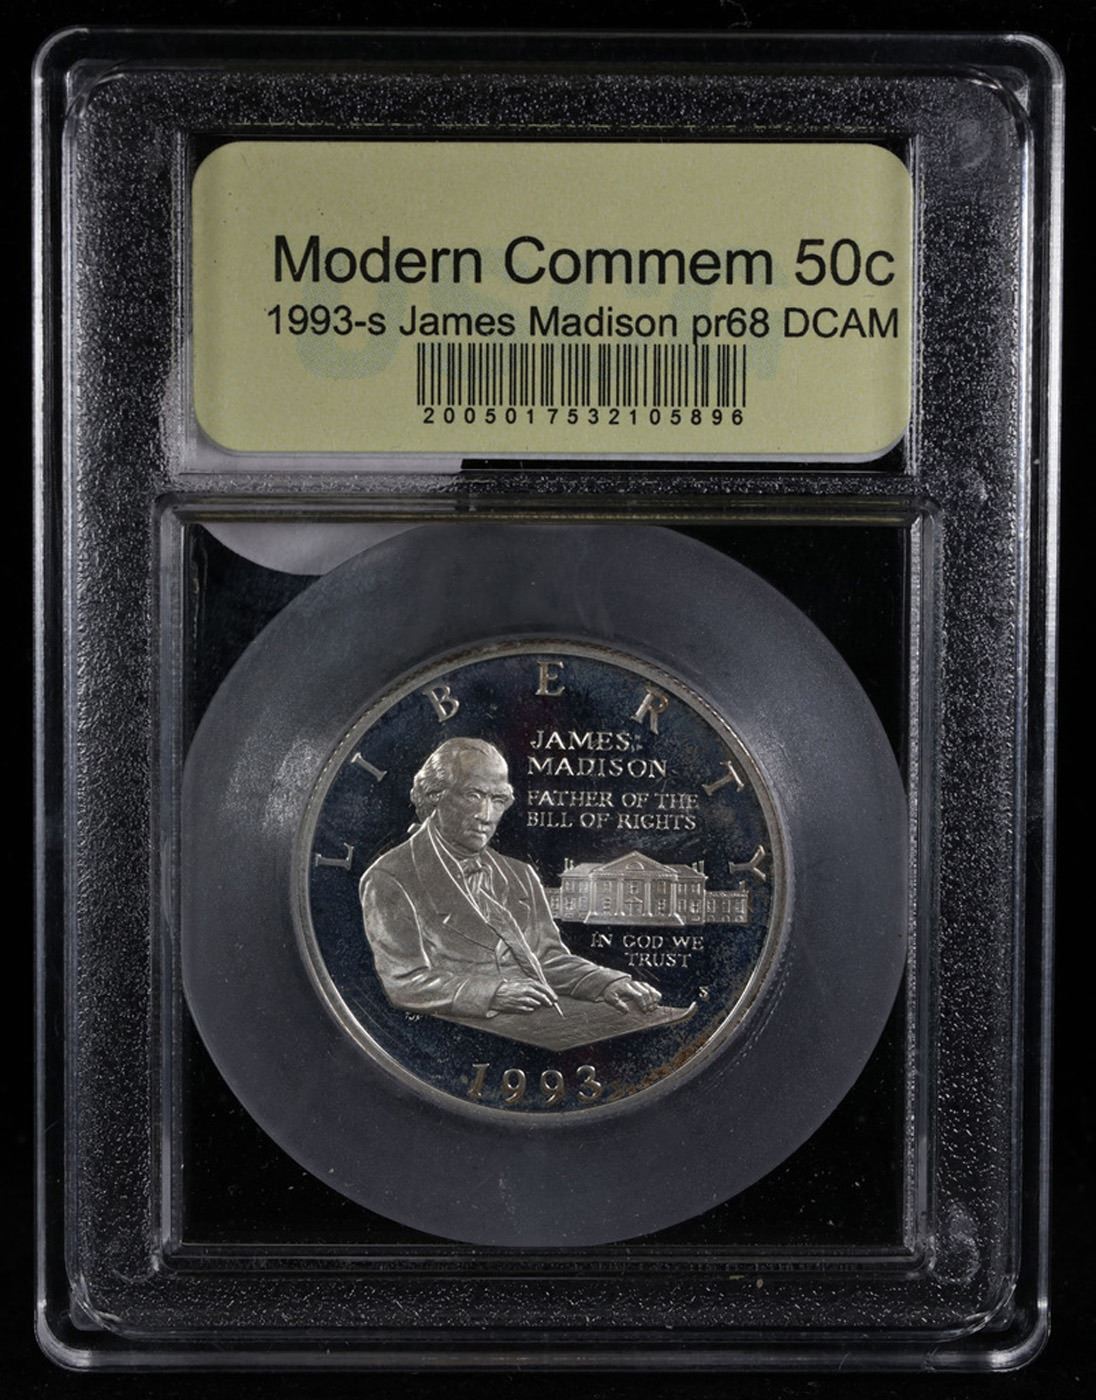 Modern Commem 50c
1993-s James Madison pr68 DCAM
2005017532105896
LIBERTY
JAMES
MADISON
FATHER OF THE
BILL OF RIGHTS
IN GOD WE
TRUST
S
1993